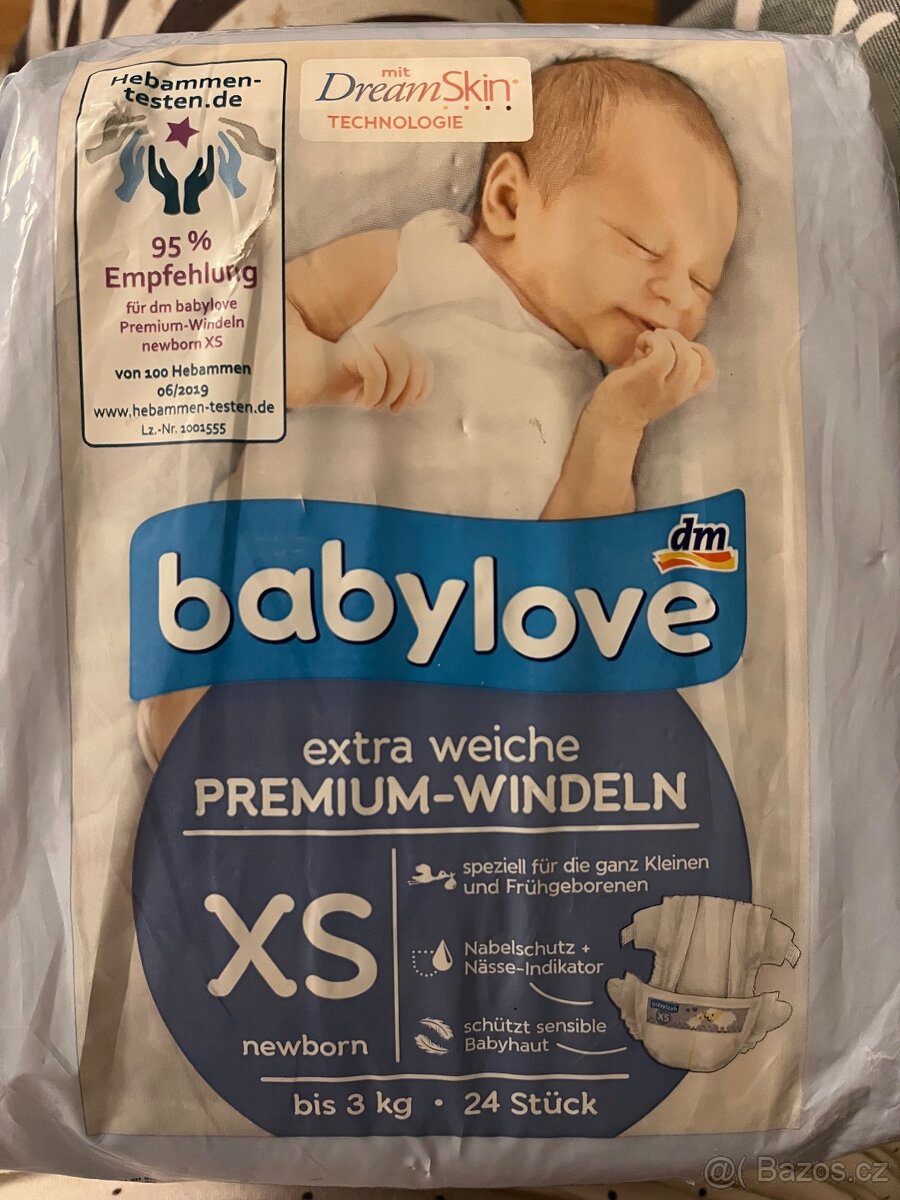 Hebammen-
testen.de
95 %
Empfehlung
für dm babylove
Premium-Windeln
newborn XS
von 100 Hebammen
06/2019
www.hebammen-testen.de
Lz.-Nr. 1001555
mit
DreamSkin
TECHNOLOGIE
dm
babylove
extra weiche
PREMIUM-WINDELN
XS
newborn
speziell für die ganz Kleinen
und Frühgeborenen
Nabelschutz +
Nässe-Indikator
schützt sensible
Babyhaut
babylove
XS
bis 3 kg • 24 Stück
@( Bazos.cz